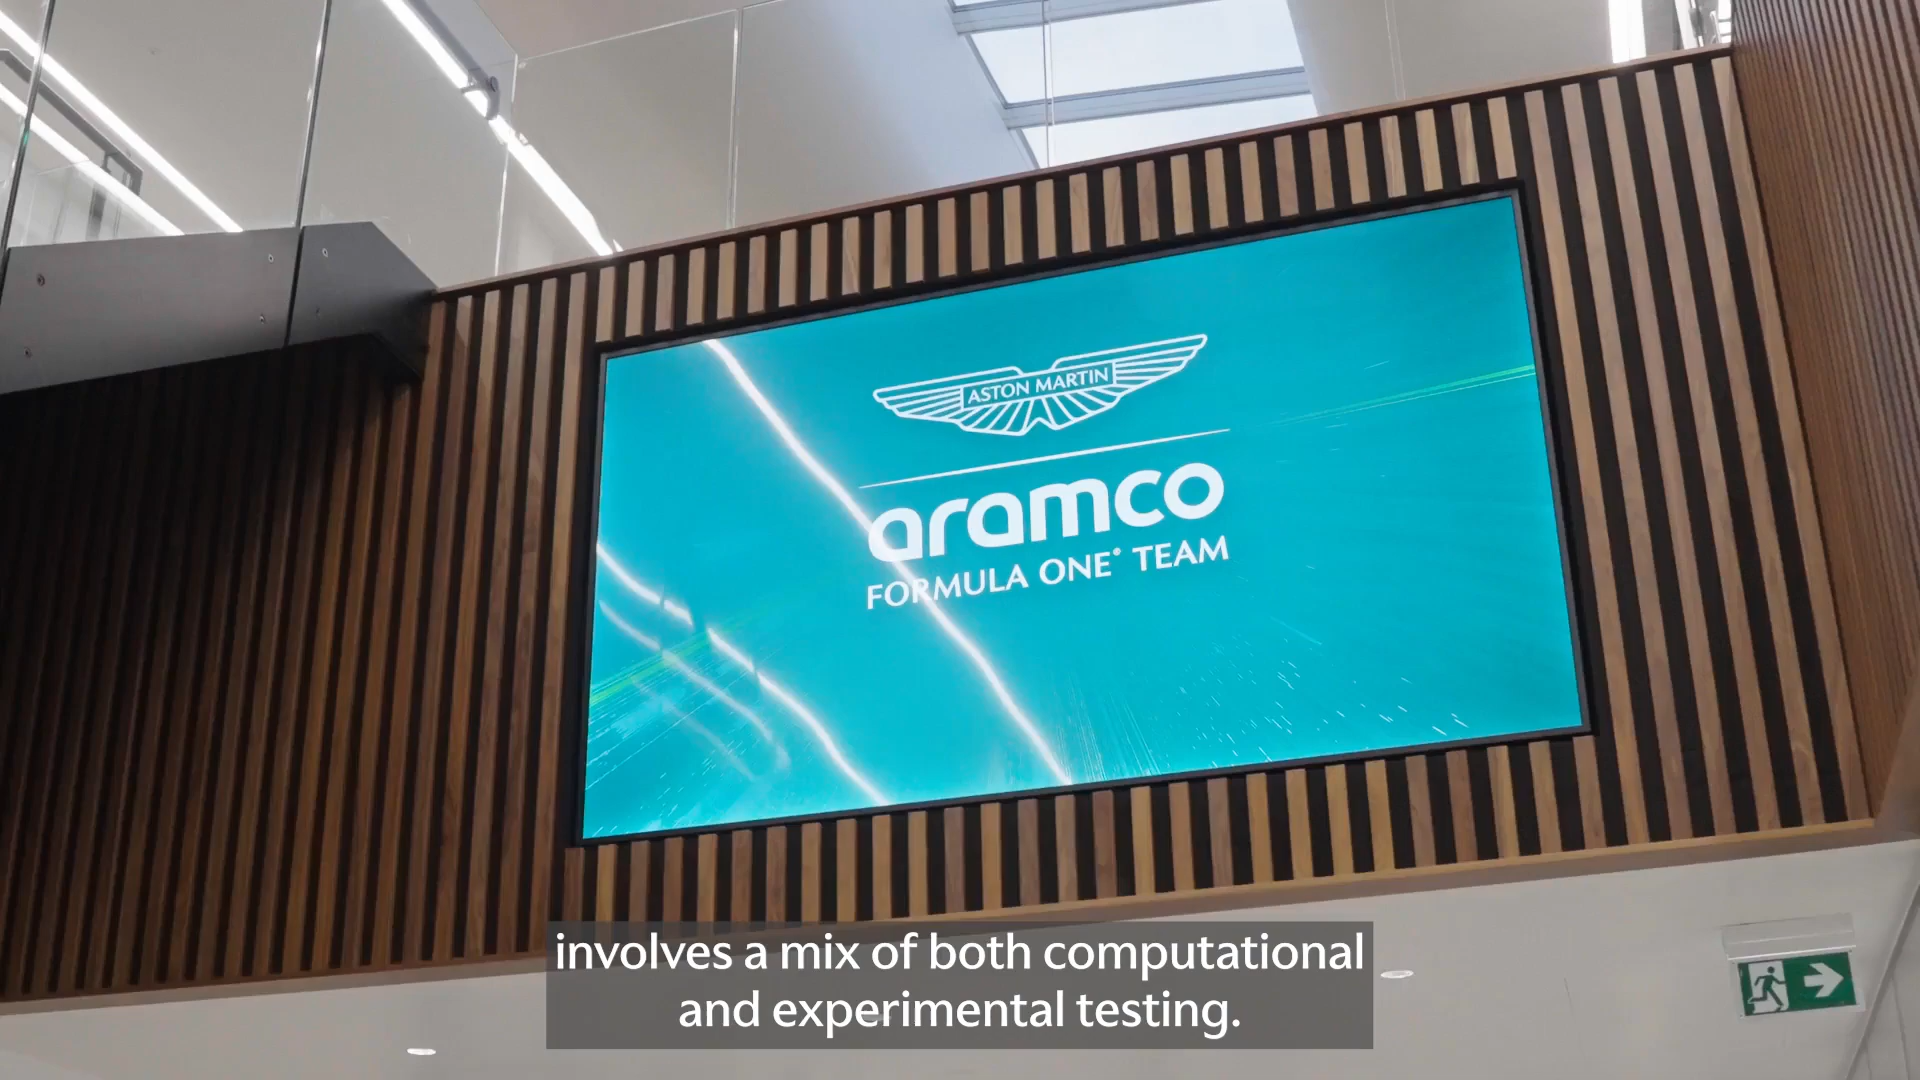 ASTON MARTIN
aramco
FORMULA ONE® TEAM
involves a mix of both computational
and experimental testing.